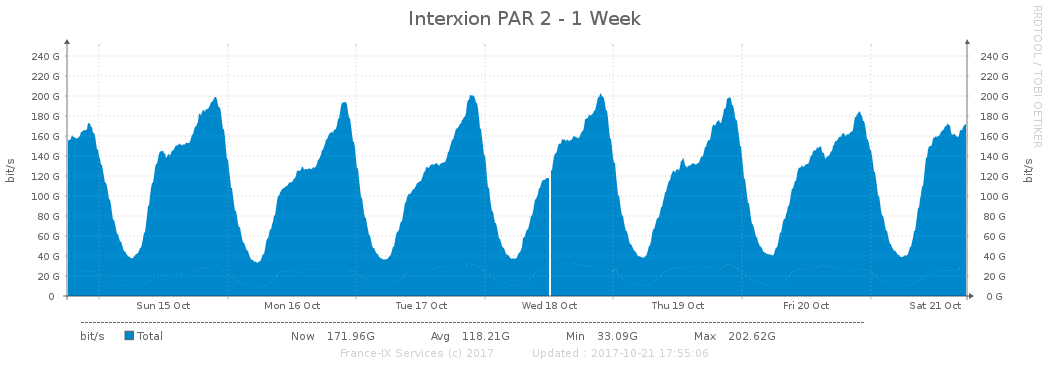 Interxion PAR 2 - 1 Week
RRDTOOL / TOBI OETIKER
240 G 240 G
220 G 220 G
200 G 200 G
180 G 180 G
160 G 160 G
140 G 140 G
120 G 120 G
100 G 100 G
80 G 80 G
60 G 60 G
40 G 40 G
20 G 20 G
0 0 G
bit/s bit/s
Sun 15 Oct Mon 16 Oct Tue 17 Oct Wed 18 Oct Thu 19 Oct Fri 20 Oct Sat 21 Oct
bit/s Total Now 171.96G Avg 118.21G Min 33.09G Max 202.62G
France-IX Services (c) 2017 Updated : 2017-10-21 17:55:06